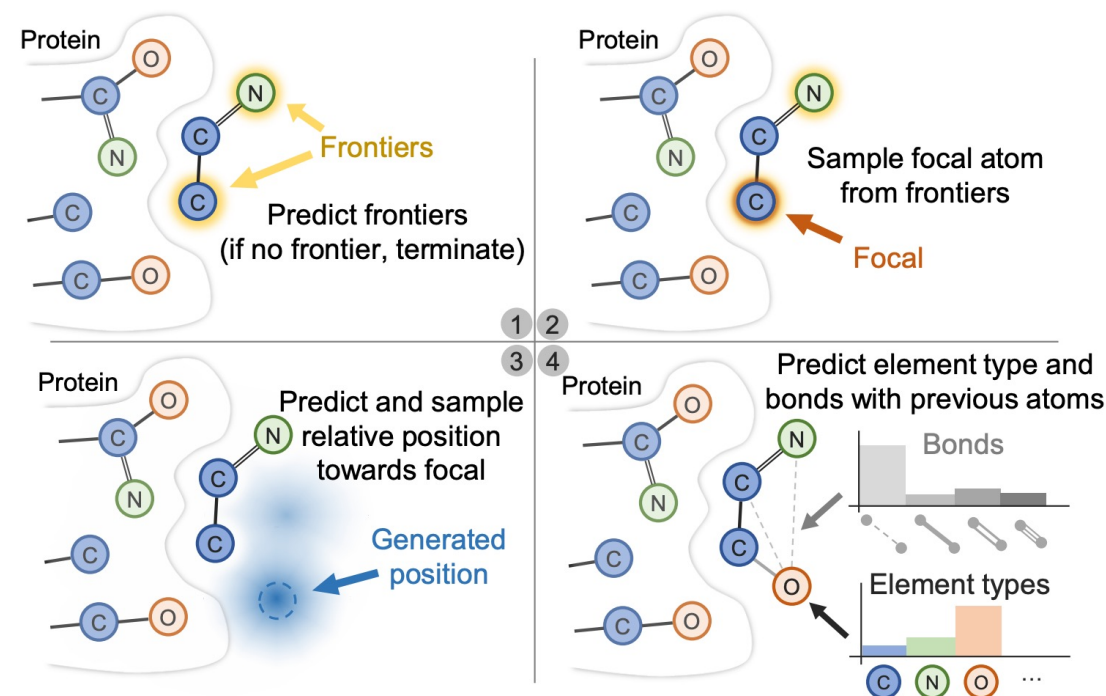 Protein
O
C
N
N
C
C
C
C
O
Frontiers
Predict frontiers
(if no frontier, terminate)
Protein
O
C
N
N
C
C
C
C
O
Sample focal atom
from frontiers
Focal
1 2
3 4
Protein
O
C
N
N
C
C
C
C
O
Predict and sample
relative position
towards focal
Generated
position
Protein
O
C
N
N
C
C
O
C
C
O
Predict element type and
bonds with previous atoms
Bonds
Element types
C N O ...